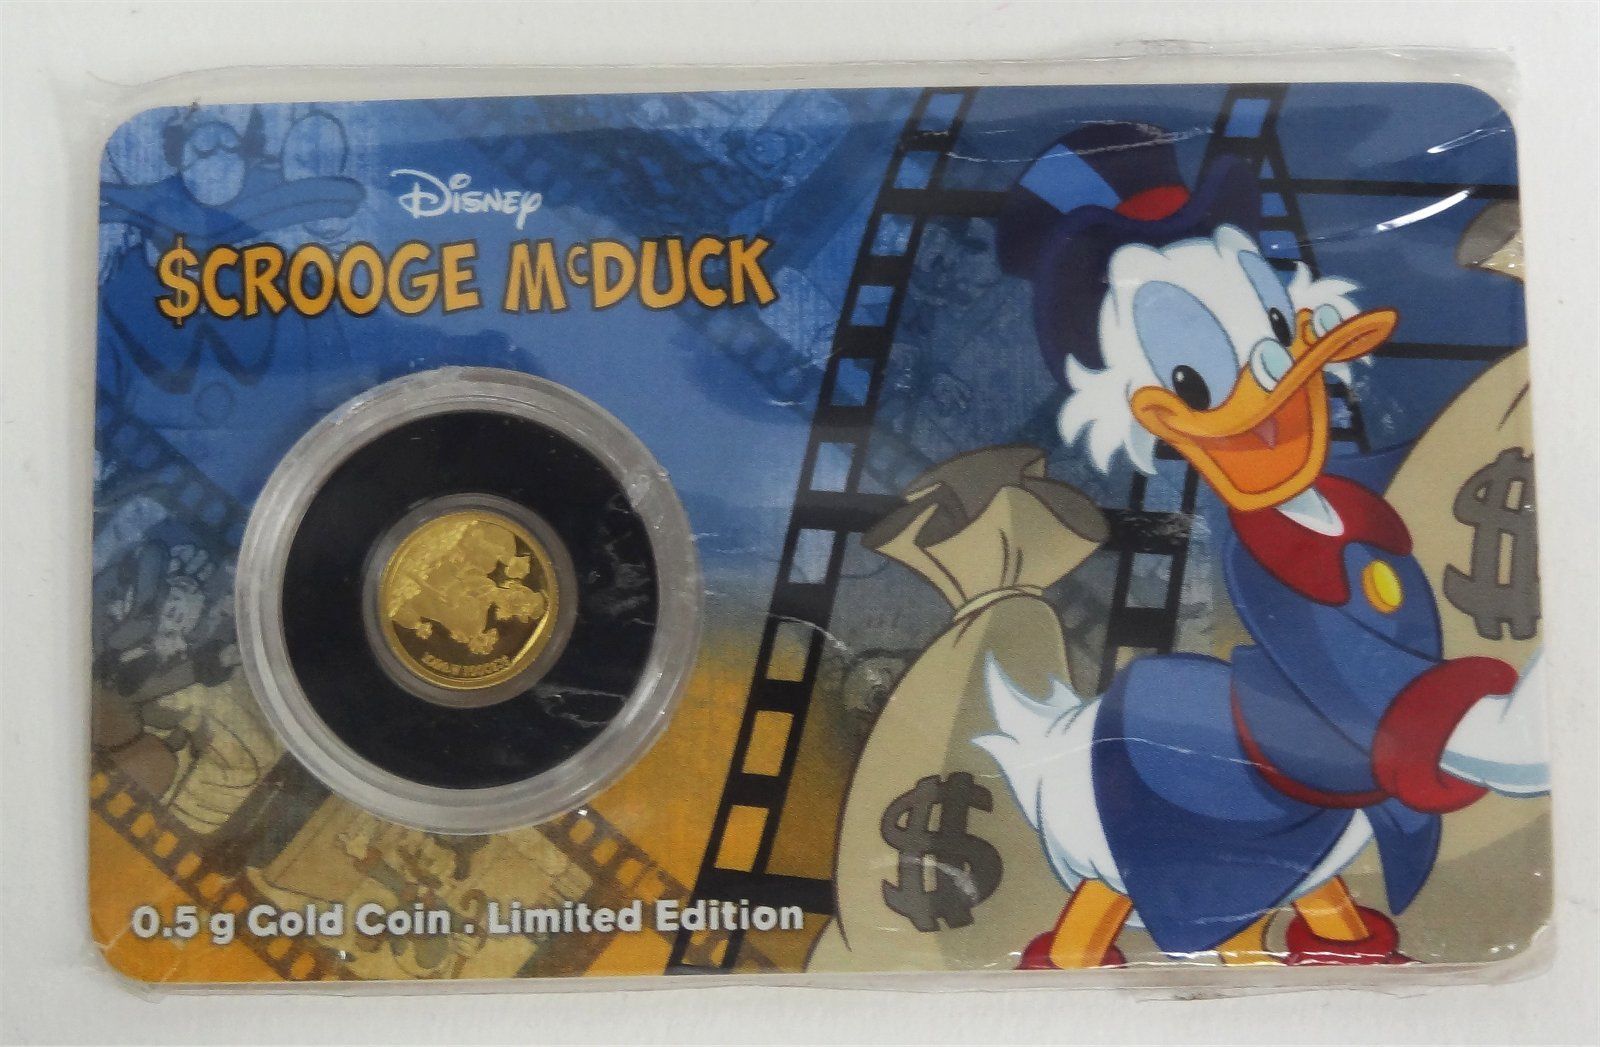 Disney
$CROOGE McDUCK
$
$
0.5 g Gold Coin . Limited Edition